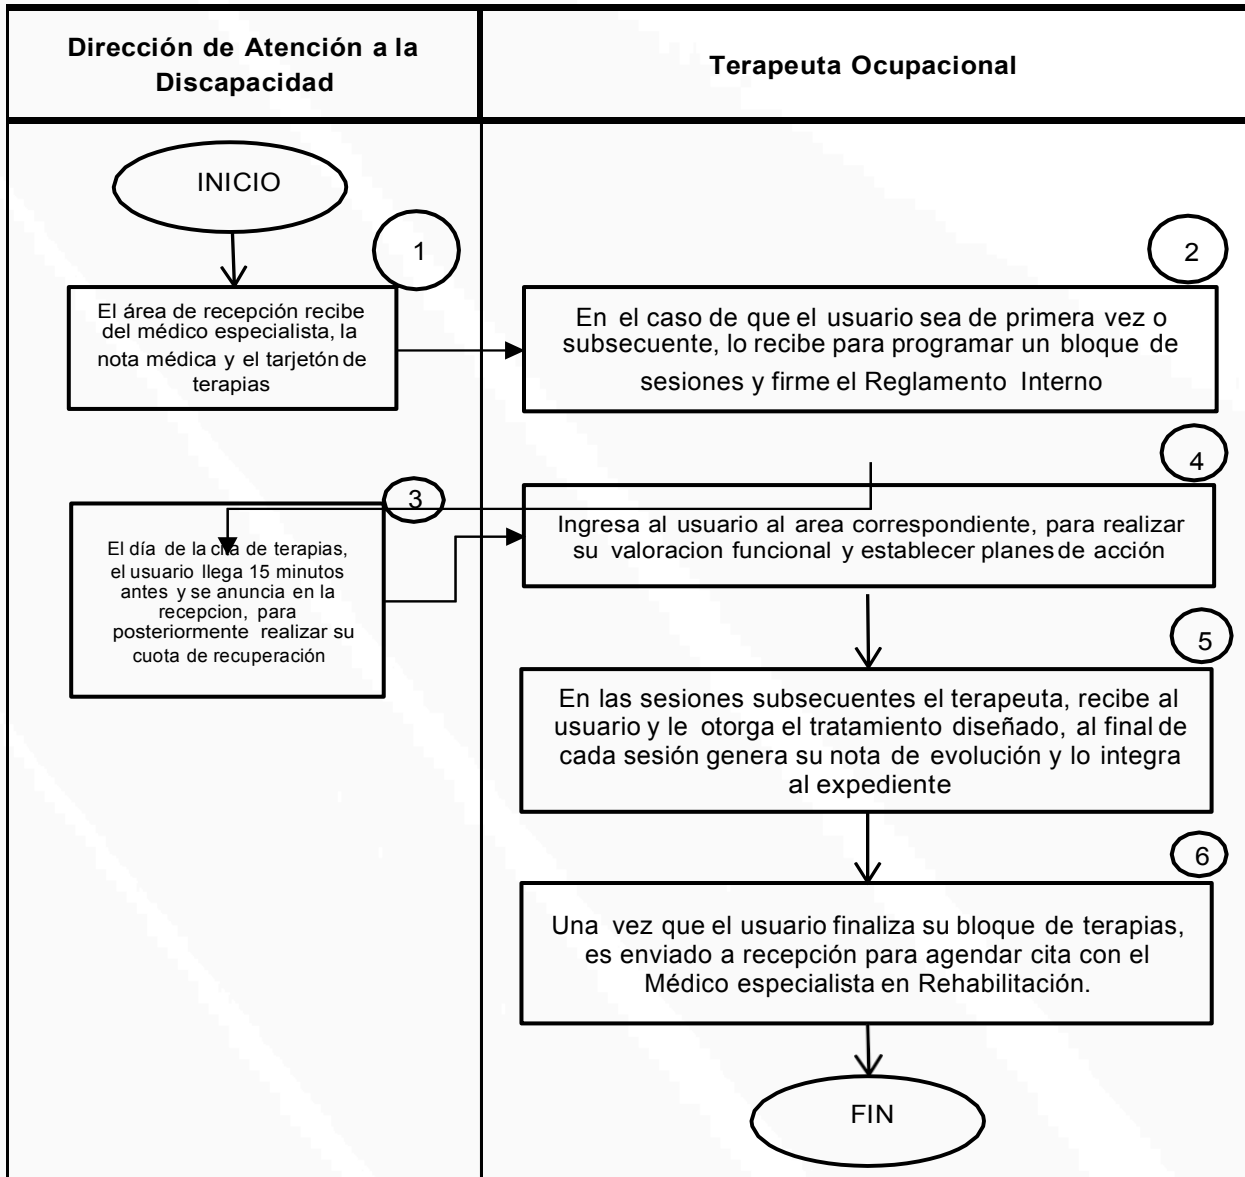 Dirección de Atención a la
Discapacidad
Terapeuta Ocupacional
INICIO
1
El área de recepción recibe
del médico especialista, la
nota médica y el tarjetón de
terapias
2
En el caso de que el usuario sea de primera vez o
subsecuente, lo recibe para programar un bloque de
sesiones y firme el Reglamento Interno
3
El día de la cita de terapias,
el usuario llega 15 minutos
antes y se anuncia en la
recepcion, para
posteriormente realizar su
cuota de recuperación
4
Ingresa al usuario al area correspondiente, para realizar
su valoracion funcional y establecer planes de acción
5
En las sesiones subsecuentes el terapeuta, recibe al
usuario y le otorga el tratamiento diseñado, al final de
cada sesión genera su nota de evolución y lo integra
al expediente
6
Una vez que el usuario finaliza su bloque de terapias,
es enviado a recepción para agendar cita con el
Médico especialista en Rehabilitación.
FIN